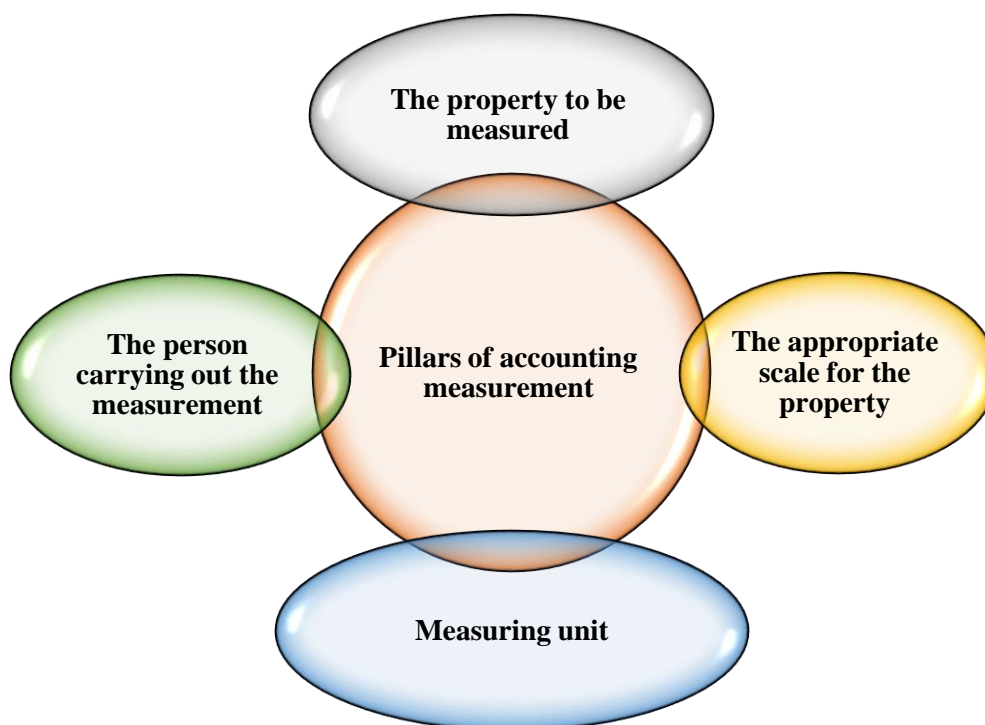 The property to be
measured
The person
carrying out the
measurement
Pillars of accounting
measurement
The appropriate
scale for the
property
Measuring unit